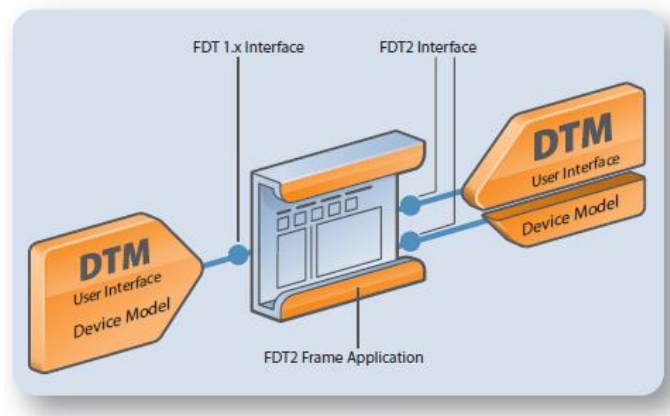 FDT 1.x Interface
FDT2 Interface
DTM
User Interface
Device Model
DTM
User Interface
Device Model
FDT2 Frame Application